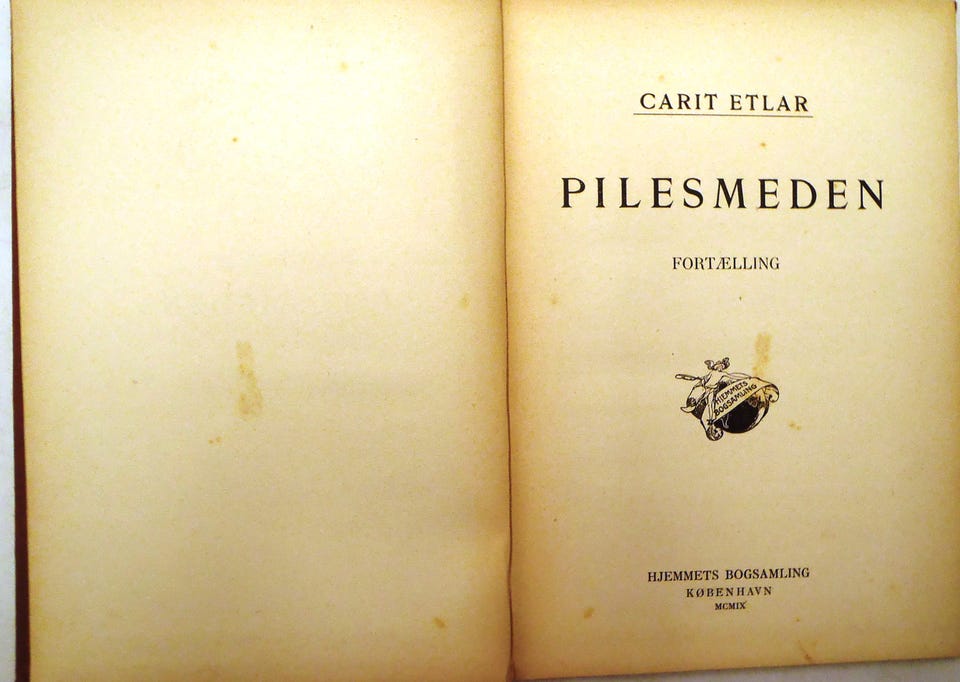 CARIT ETLAR
PILESMEDEN
FORTÆLLING
HJEMMETS
BOGSAMLING
HJEMMETS BOGSAMLING
KØBENHAVN
MCMIX